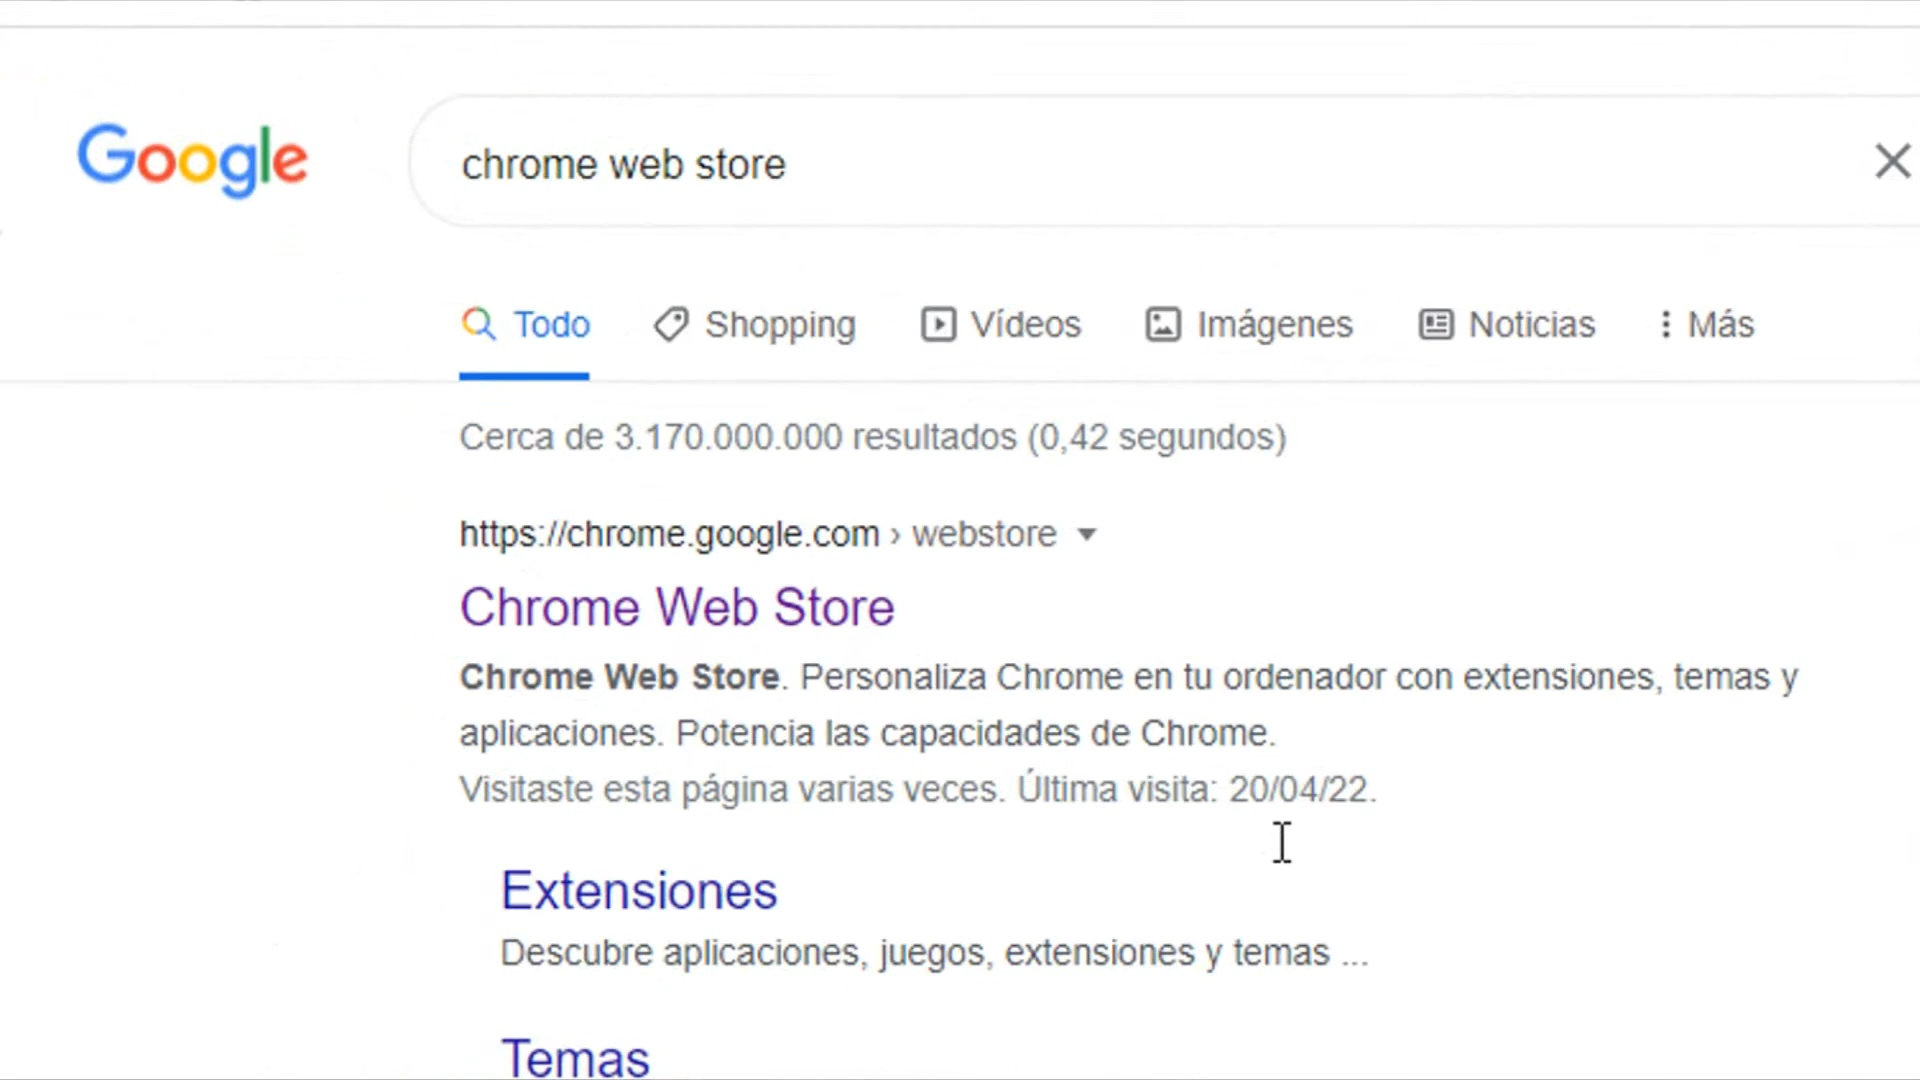 Google
chrome web store
Todo
Shopping
Vídeos
Imágenes
Noticias
Más
Cerca de 3.170.000.000 resultados (0,42 segundos)
https://chrome.google.com › webstore
Chrome Web Store
Chrome Web Store. Personaliza Chrome en tu ordenador con extensiones, temas y
aplicaciones. Potencia las capacidades de Chrome.
Visitaste esta página varias veces. Última visita: 20/04/22.
Extensiones
Descubre aplicaciones, juegos, extensiones y temas ...
Temas